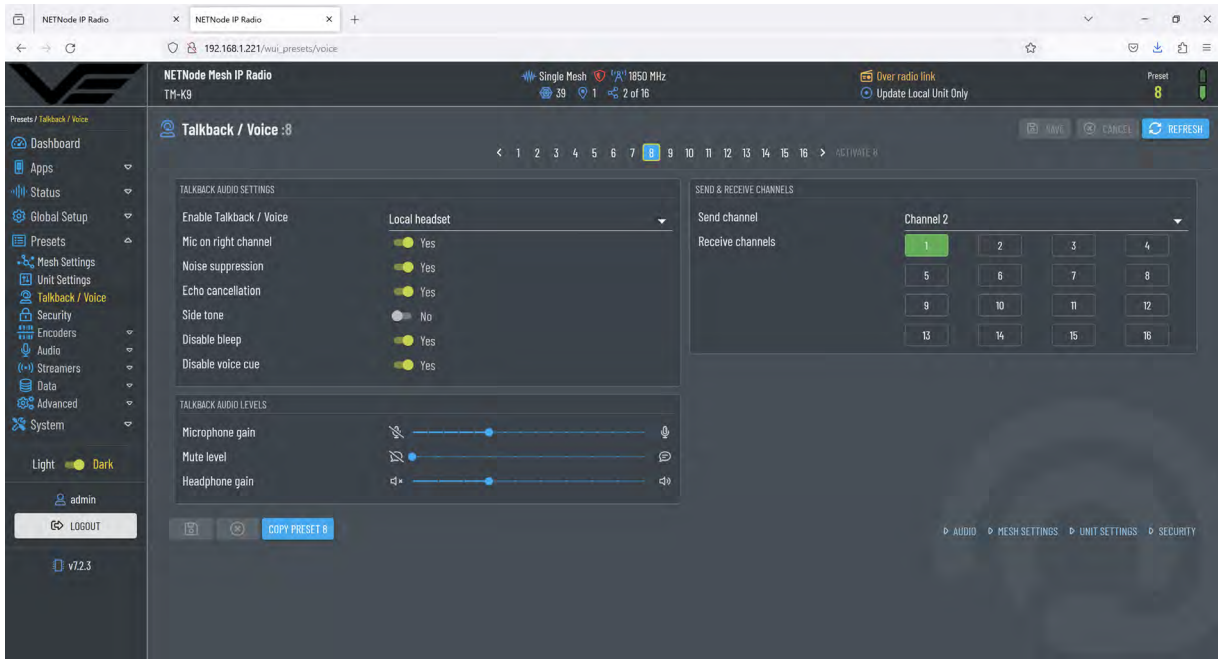 NETNode IP Radio
NETNode IP Radio
192.168.1.221/wui_presets/voice
NETNode Mesh IP Radio
TM-K9
Single Mesh 1850 MHz
39 1 2 of 16
Over radio link
Update Local Unit Only
Preset
8
Presets / Talkback / Voice
Dashboard
Apps
Status
Global Setup
Presets
Mesh Settings
Unit Settings
Talkback / Voice
Security
Encoders
Audio
Streamers
Data
Advanced
System
Light Dark
admin
LOGOUT
v7.2.3
Talkback / Voice :8
SAVE CANCEL REFRESH
< 1 2 3 4 5 6 7 8 9 10 11 12 13 14 15 16 > ACTIVATE 8
TALKBACK AUDIO SETTINGS
Enable Talkback / Voice Local headset
Mic on right channel Yes
Noise suppression Yes
Echo cancellation Yes
Side tone No
Disable bleep Yes
Disable voice cue Yes
TALKBACK AUDIO LEVELS
Microphone gain
Mute level
Headphone gain
COPY PRESET 8
SEND & RECEIVE CHANNELS
Send channel Channel 2
Receive channels 1 2 3 4
5 6 7 8
9 10 11 12
13 14 15 16
AUDIO MESH SETTINGS UNIT SETTINGS SECURITY